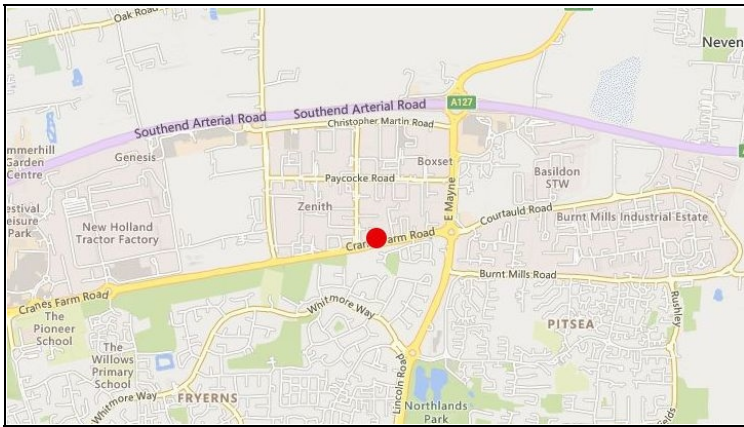 Oak Road
Neven
A127
Southend Arterial Road
Southend Arterial Road
Christopher Martin Road
mmerhill
Garden
Centre
Genesis
Boxset
Basildon
STW
Paycocke Road
E Mayne
estival
eisure
Park
New Holland
Tractor Factory
Zenith
Courtauld Road
Burnt Mills Industrial Estate
Farm Road
Burnt Mills Road
Cranes Farm Road
Whitmore Way
Rushley
The
Pioneer
School
PITSEA
The
Willows
Primary
School
Lincoln Road
Whitmore Way
FRYERNS
Northlands
Park
fields